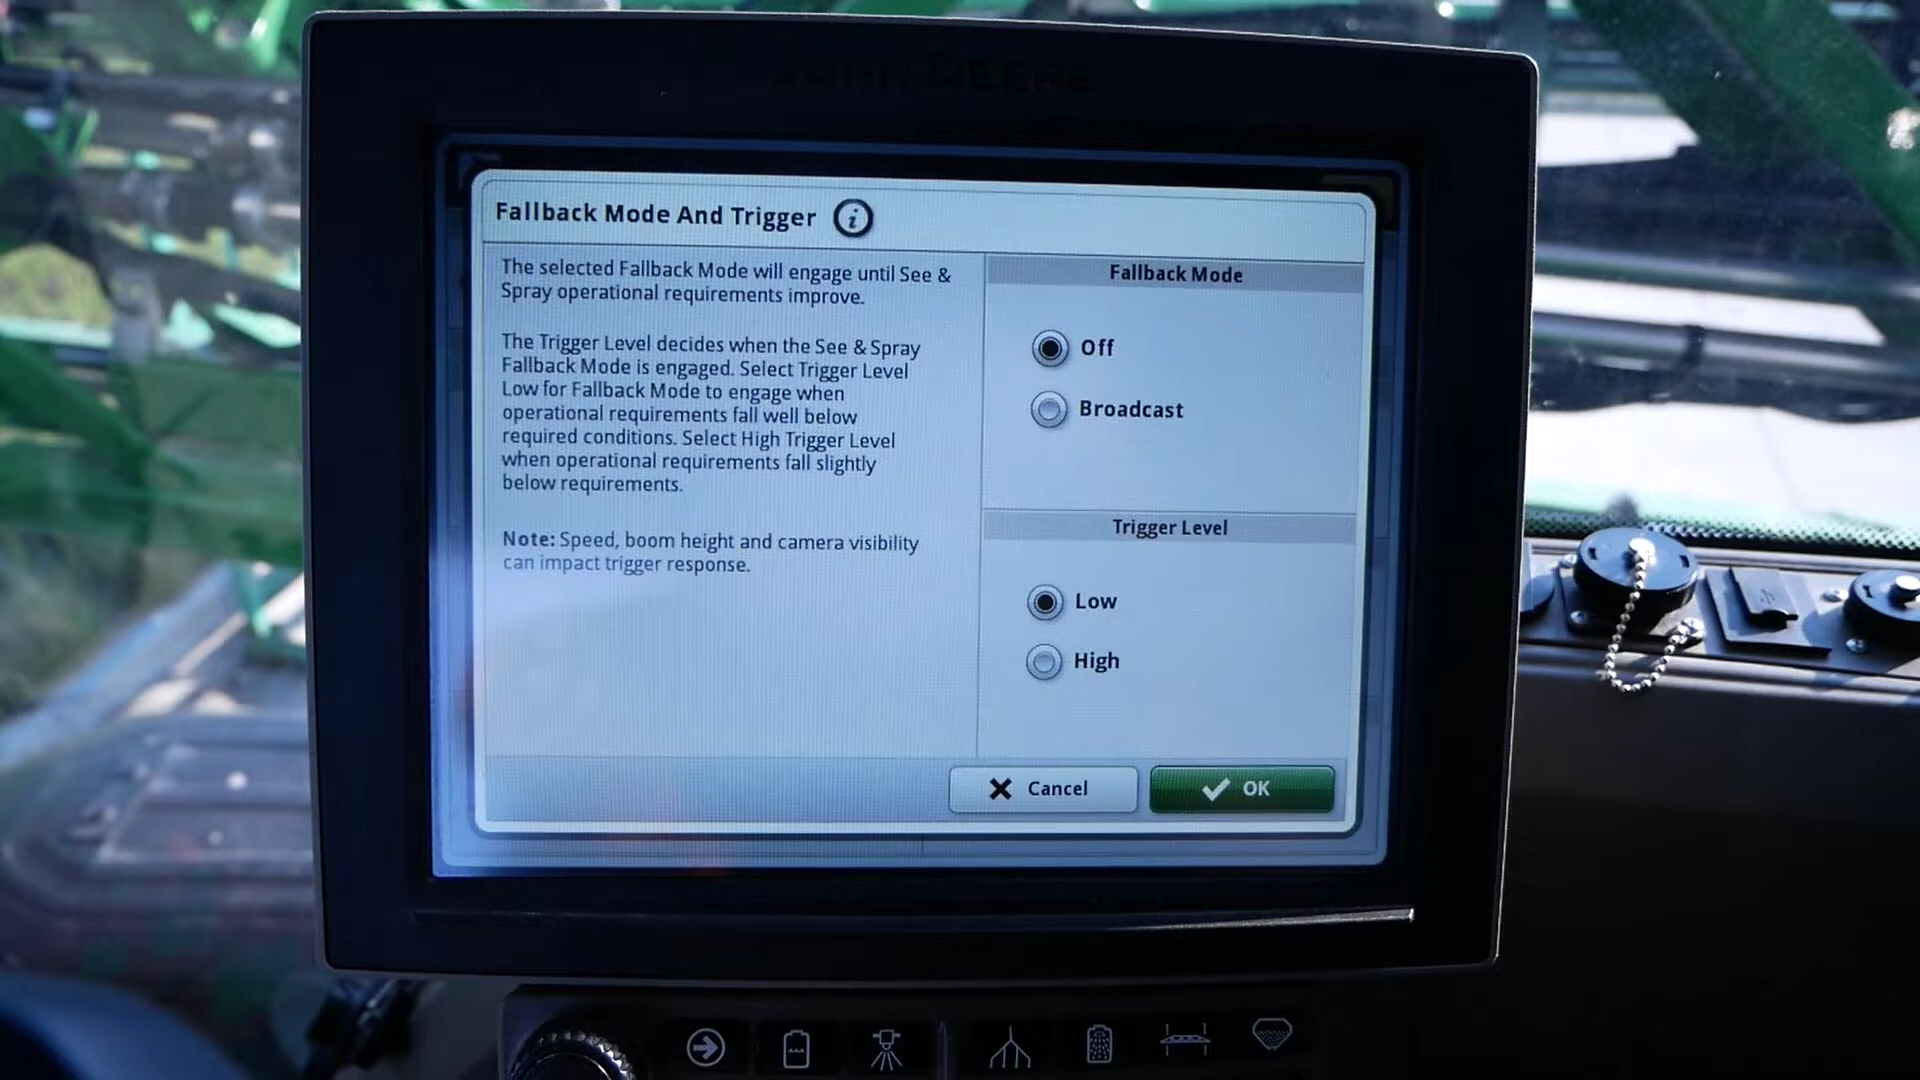 JOHN DEERE
Fallback Mode And Trigger i
The selected Fallback Mode will engage until See &
Spray operational requirements improve.
The Trigger Level decides when the See & Spray
Fallback Mode is engaged. Select Trigger Level
Low for Fallback Mode to engage when
operational requirements fall well below
required conditions. Select High Trigger Level
when operational requirements fall slightly
below requirements.
Note: Speed, boom height and camera visibility
can impact trigger response.
Fallback Mode
Off
Broadcast
Trigger Level
Low
High
Cancel
OK